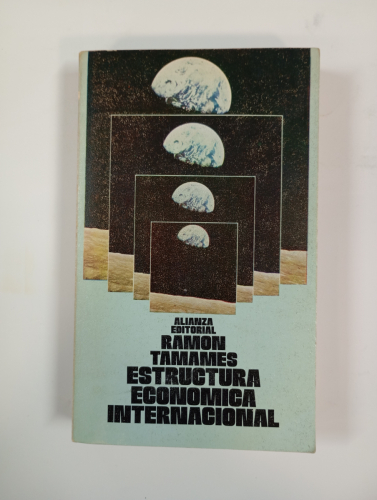 ALIANZA
EDITORIAL
RAMON
TAMAMES
ESTRUCTURA
ECONOMICA
INTERNACIONAL